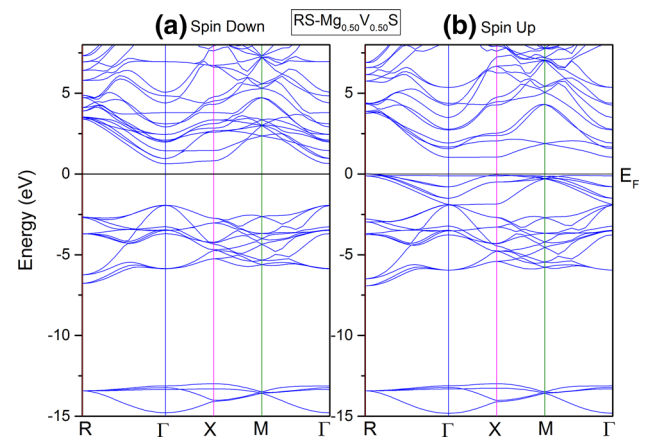 (a) Spin Down
RS-Mg0.50V0.50S
(b) Spin Up
Energy (eV)
5
0
-5
-10
-15
5
0
-5
-10
-15
EF
R Γ X M Γ
R Γ X M Γ